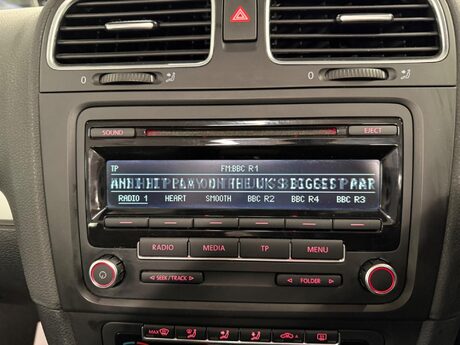 SOUND
EJECT
TP FM:BBC R1
RADIO 1 HEART SMOOTH BBC R2 BBC R4 BBC R3
RADIO MEDIA TP MENU
◁ SEEK/TRACK ▷ ◁ FOLDER ▷
MAX